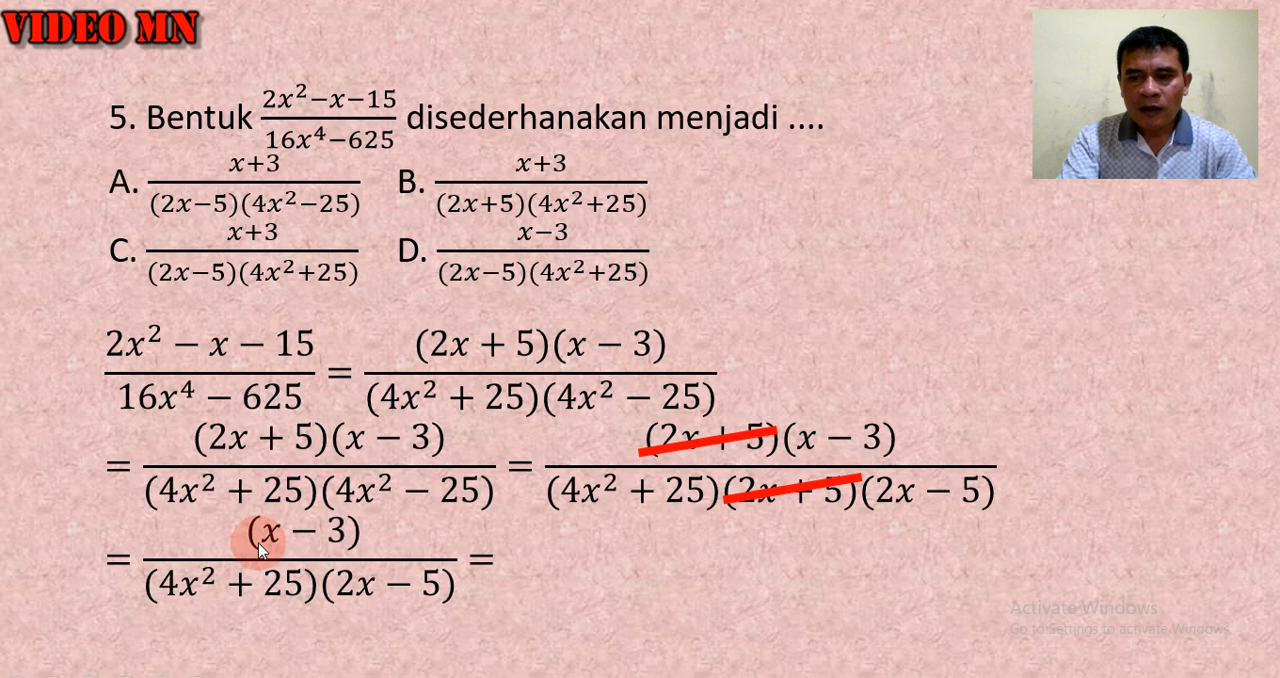 VIDEO MN
5. Bentuk (2x²−x−15)/(16x⁴−625) disederhanakan menjadi ....
A. (x+3)/((2x−5)(4x²−25)) B. (x+3)/((2x+5)(4x²+25))
C. (x+3)/((2x−5)(4x²+25)) D. (x−3)/((2x−5)(4x²+25))
(2x² − x − 15)/(16x⁴ − 625) = ((2x + 5)(x − 3))/((4x² + 25)(4x² − 25))
= ((2x + 5)(x − 3))/((4x² + 25)(4x² − 25)) = ((2x + 5)(x − 3))/((4x² + 25)(2x + 5)(2x − 5))
= (x − 3)/((4x² + 25)(2x − 5)) =
Activate Windows
Go to Settings to activate Windows.